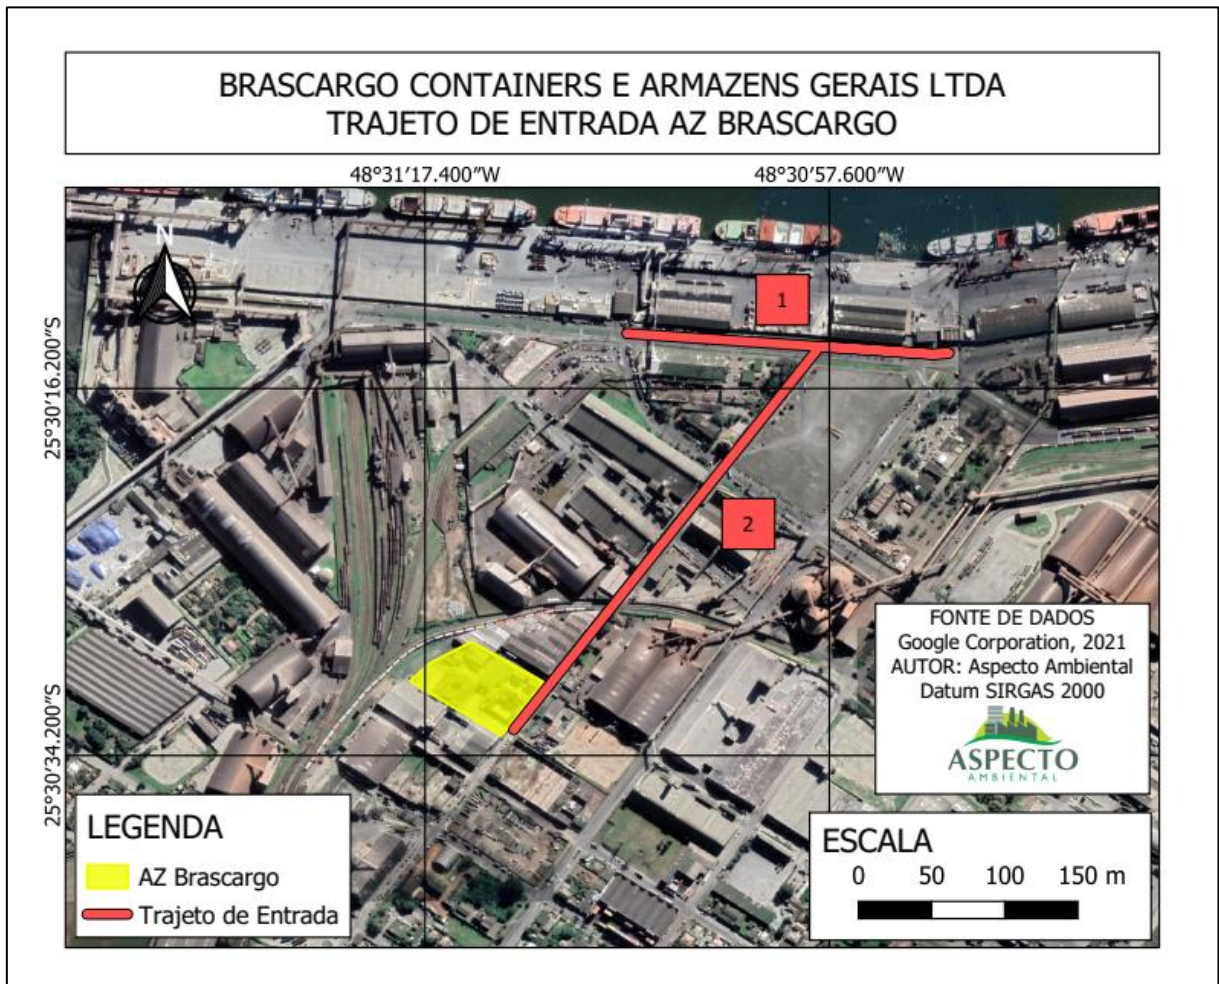 BRASCARGO CONTAINERS E ARMAZENS GERAIS LTDA
TRAJETO DE ENTRADA AZ BRASCARGO
48°31'17.400"W
48°30'57.600"W
N
25°30'16.200"S
25°30'34.200"S
1
2
FONTE DE DADOS
Google Corporation, 2021
AUTOR: Aspecto Ambiental
Datum SIRGAS 2000
ASPECTO
AMBIENTAL
LEGENDA
AZ Brascargo
Trajeto de Entrada
ESCALA
0 50 100 150 m